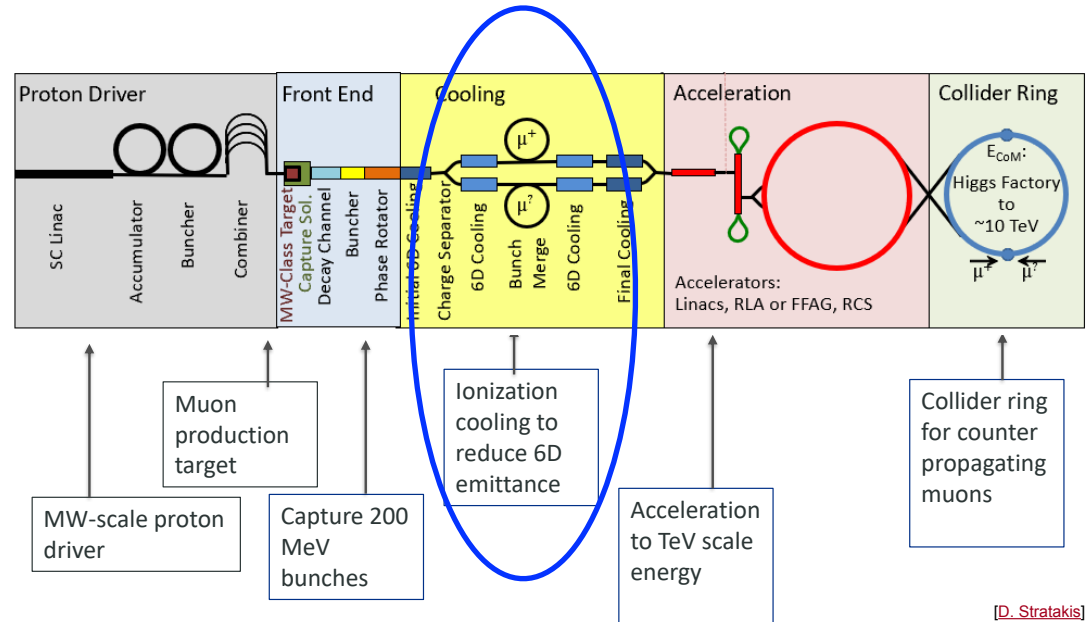 Proton Driver
Front End
Cooling
Acceleration
Collider Ring
SC Linac
Accumulator
Buncher
Combiner
MW-Class Target
Capture Sol.
Decay Channel
Buncher
Phase Rotator
Initial 6D Cooling
Charge Separator
6D Cooling
Bunch
Merge
6D Cooling
Final Cooling
μ+
μ?
Accelerators:
Linacs, RLA or FFAG, RCS
ECoM:
Higgs Factory
to
~10 TeV
μ+
μ?
MW-scale proton
driver
Muon
production
target
Capture 200
MeV
bunches
Ionization
cooling to
reduce 6D
emittance
Acceleration
to TeV scale
energy
Collider ring
for counter
propagating
muons
[D. Stratakis]